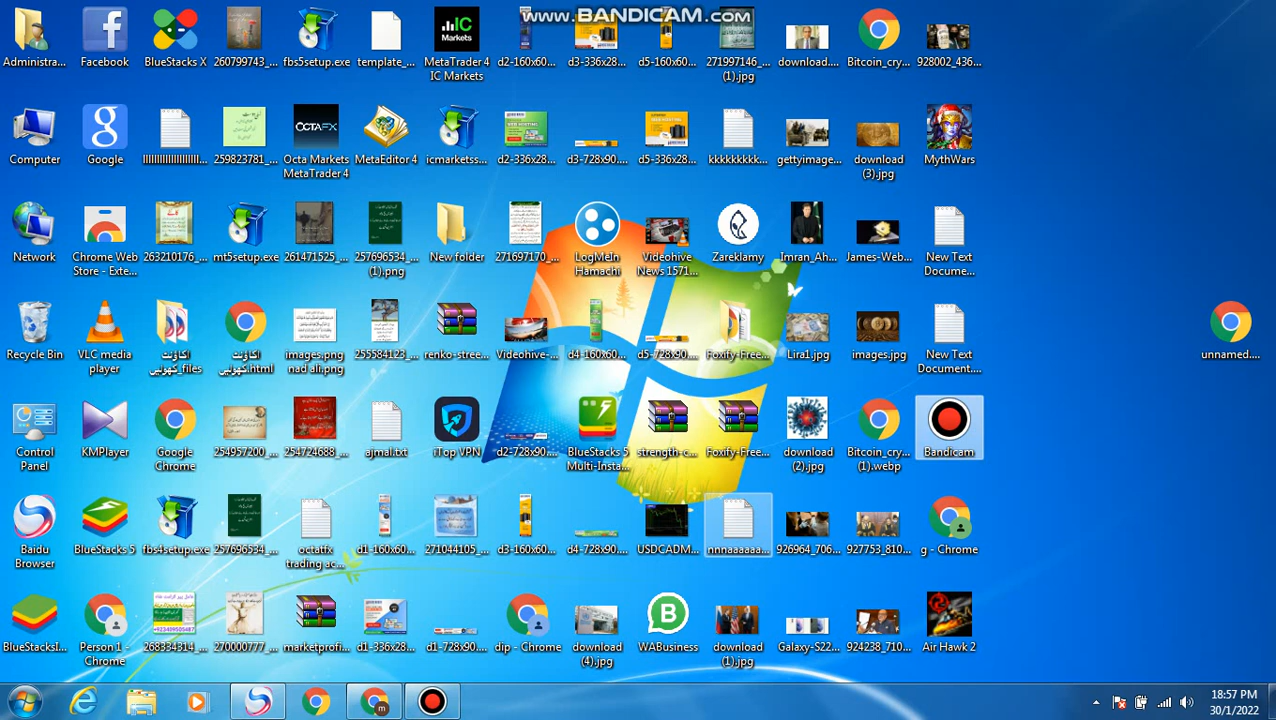 www.BANDICAM.com
Administra...
Facebook
BlueStacks X
260799743_...
fbs5setup.exe
template_...
MetaTrader 4
IC Markets
d2-160x60...
d3-336x28...
d5-160x60...
271997146_...
(1).jpg
download....
Bitcoin_cry...
928002_436...
Computer
Google
259823781_...
Octa Markets
MetaTrader 4
MetaEditor 4
icmarketss...
d2-336x28...
d3-728x90....
d5-336x28...
kkkkkkkkk...
gettyimage...
download
(3).jpg
MythWars
Network
Chrome Web
Store - Exte...
263210176_...
mt5setup.exe
261471525_...
257696534_...
(1).png
New folder
271697170_...
LogMeIn
Hamachi
Videohive
News 1571...
Zareklamy
Imran_Ah...
James-Web...
New Text
Docume...
Recycle Bin
VLC media
player
اکاؤنٹ
کھولیں_files
اکاؤنٹ
کھولیں.html
images.png
nad ali.png
255584123_...
renko-stree...
Videohive-...
d4-160x60...
d5-728x90....
Foxify-Free...
Lira1.jpg
images.jpg
New Text
Document....
unnamed....
Control
Panel
KMPlayer
Google
Chrome
254957200_...
254724688_...
ajmal.txt
iTop VPN
d2-728x90....
BlueStacks 5
Multi-Insta...
strength-c...
Foxify-Free...
download
(2).jpg
Bitcoin_cry...
(1).webp
Bandicam
Baidu
Browser
BlueStacks 5
fbs4setup.exe
257696534_...
octafx
trading ac...
d1-160x60...
271044105_...
d3-160x60...
d4-728x90....
USDCADM...
nnnaaaaaa...
926964_706...
927753_810...
g - Chrome
BlueStacksI...
Person 1 -
Chrome
268334314_...
270000777_...
marketprofi...
d1-336x28...
d1-728x90....
dip - Chrome
download
(4).jpg
WABusiness
download
(1).jpg
Galaxy-S22...
924238_710...
Air Hawk 2
18:57 PM
30/1/2022